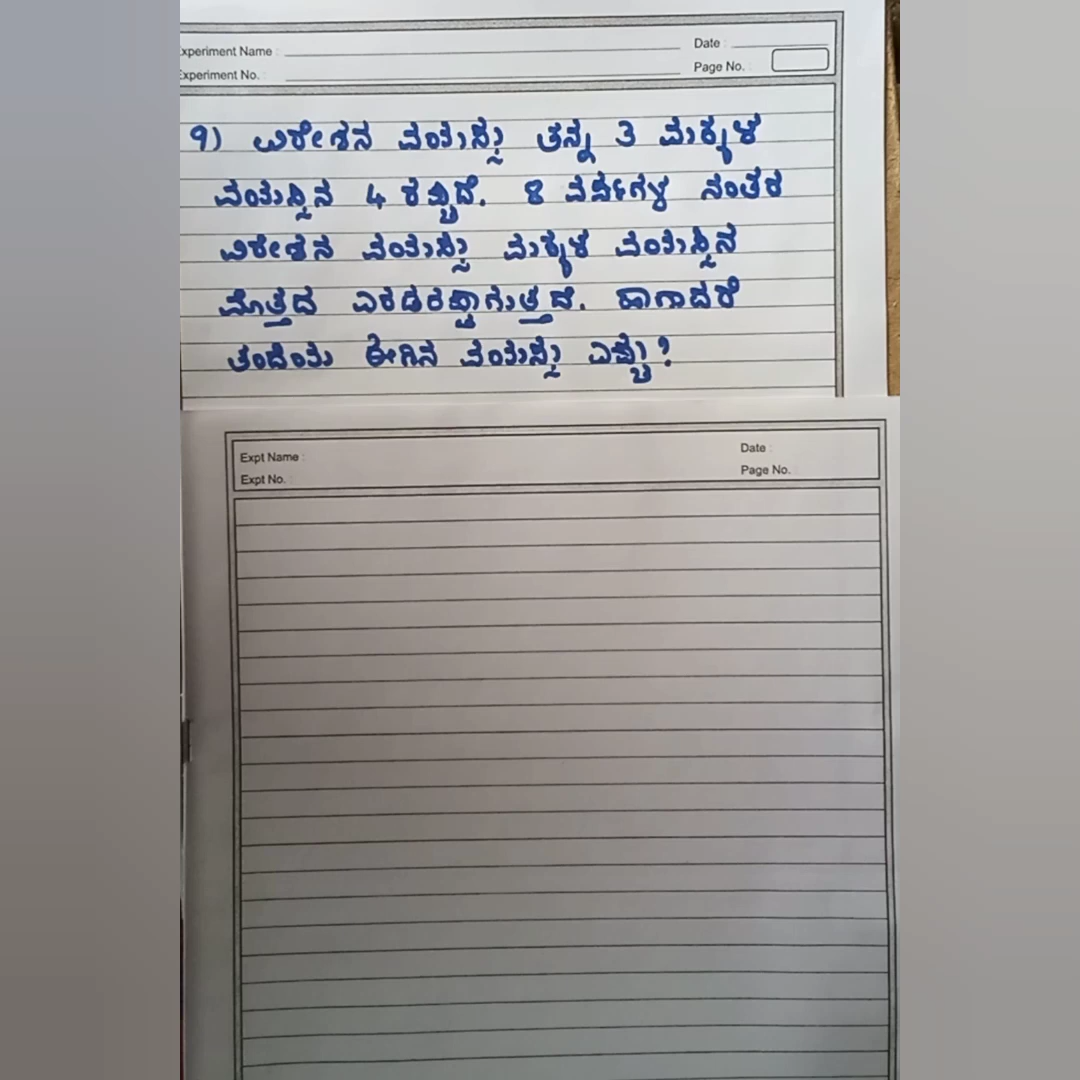 Experiment Name :
Date :
Experiment No. :
Page No. :
9) ವಿರೇಶನ ವಯಸ್ಸು ತನ್ನ 3 ಮಕ್ಕಳ
ವಯಸ್ಸಿನ 4 ರಷ್ಟಿದೆ. 8 ವರ್ಷಗಳ ನಂತರ
ವಿರೇಶನ ವಯಸ್ಸು ಮಕ್ಕಳ ವಯಸ್ಸಿನ
ಮೊತ್ತದ ಎರಡರಷ್ಟಾಗುತ್ತದೆ. ಹಾಗಾದರೆ
ತಂದೆಯ ಈಗಿನ ವಯಸ್ಸು ಎಷ್ಟು?
Expt Name :
Date :
Expt No. :
Page No.